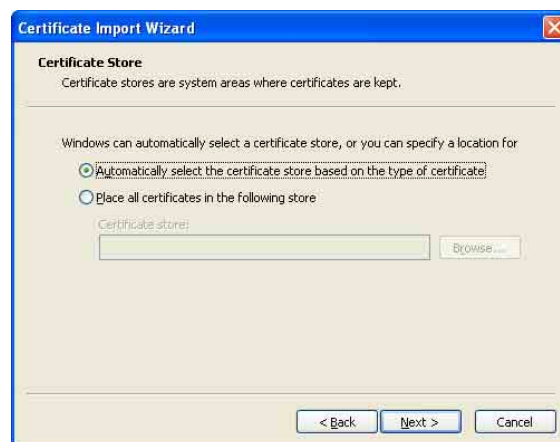 Certificate Import Wizard
Certificate Store
Certificate stores are system areas where certificates are kept.
Windows can automatically select a certificate store, or you can specify a location for
Automatically select the certificate store based on the type of certificate
Place all certificates in the following store
Certificate store:
Browse...
< Back
Next >
Cancel